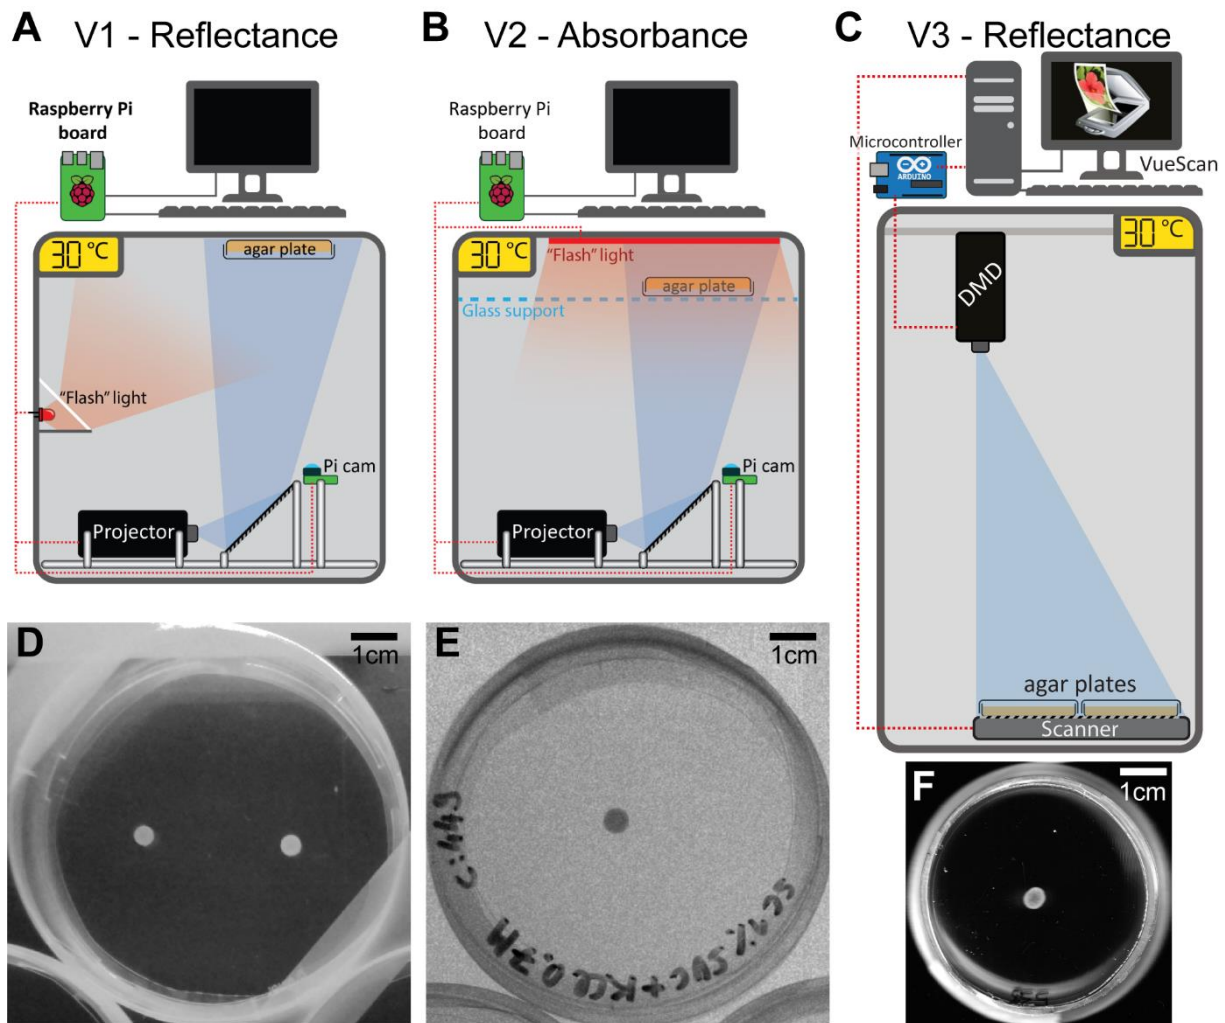 A V1 - Reflectance
B V2 - Absorbance
C V3 - Reflectance
Raspberry Pi
board
30 °C
agar plate
"Flash" light
Pi cam
Projector
Raspberry Pi
board
30 °C
"Flash" light
agar plate
Glass support
Pi cam
Projector
Microcontroller
ARDUINO
VueScan
30 °C
DMD
agar plates
Scanner
D
1cm
E
1cm
c:449
F
1cm